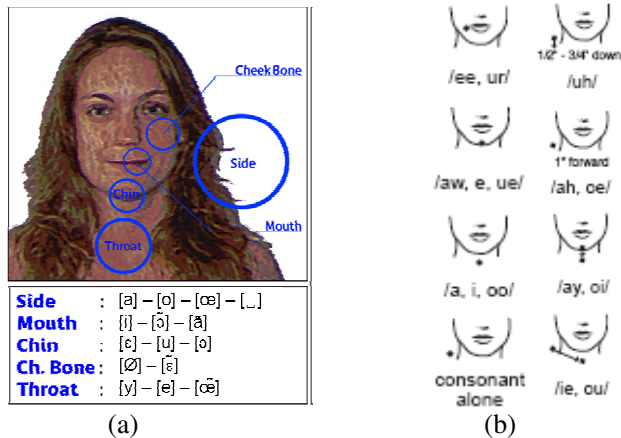 Cheek Bone
Side
Chin
Mouth
Throat
Side : [a] – [o] – [œ] – [_]
Mouth : [i] – [ɔ̃] – [ã]
Chin : [ɛ] – [u] – [ɔ]
Ch. Bone : [Ø] – [ɛ̃]
Throat : [y] – [e] – [œ̃]
(a)
1/2" - 3/4" down
/ee, ur/ /uh/
1" forward
/aw, e, ue/ /ah, oe/
/a, i, oo/ /ay, oi/
consonant
alone /ie, ou/
(b)